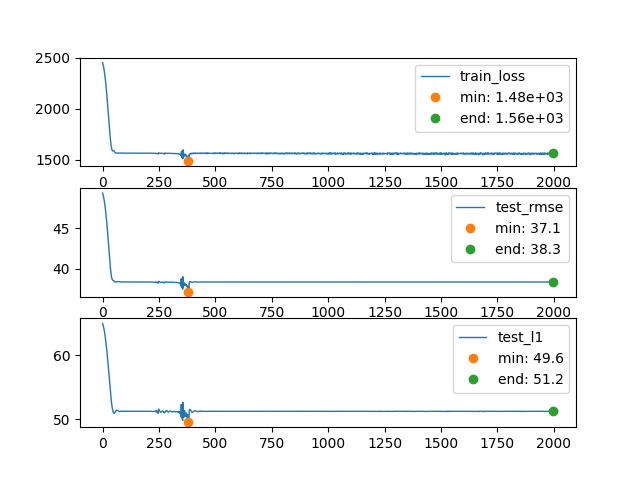 2500
2000
1500
train_loss
min: 1.48e+03
end: 1.56e+03
0 250 500 750 1000 1250 1500 1750 2000
45
40
test_rmse
min: 37.1
end: 38.3
0 250 500 750 1000 1250 1500 1750 2000
60
50
test_l1
min: 49.6
end: 51.2
0 250 500 750 1000 1250 1500 1750 2000